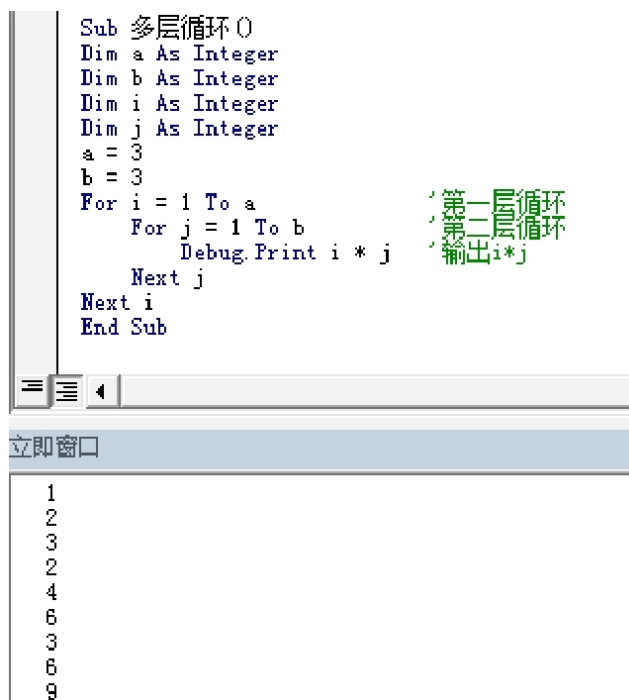 Sub 多层循环()
Dim a As Integer
Dim b As Integer
Dim i As Integer
Dim j As Integer
a = 3
b = 3
For i = 1 To a '第一层循环
For j = 1 To b '第二层循环
Debug.Print i * j '输出i*j
Next j
Next i
End Sub
立即窗口
1
2
3
2
4
6
3
6
9